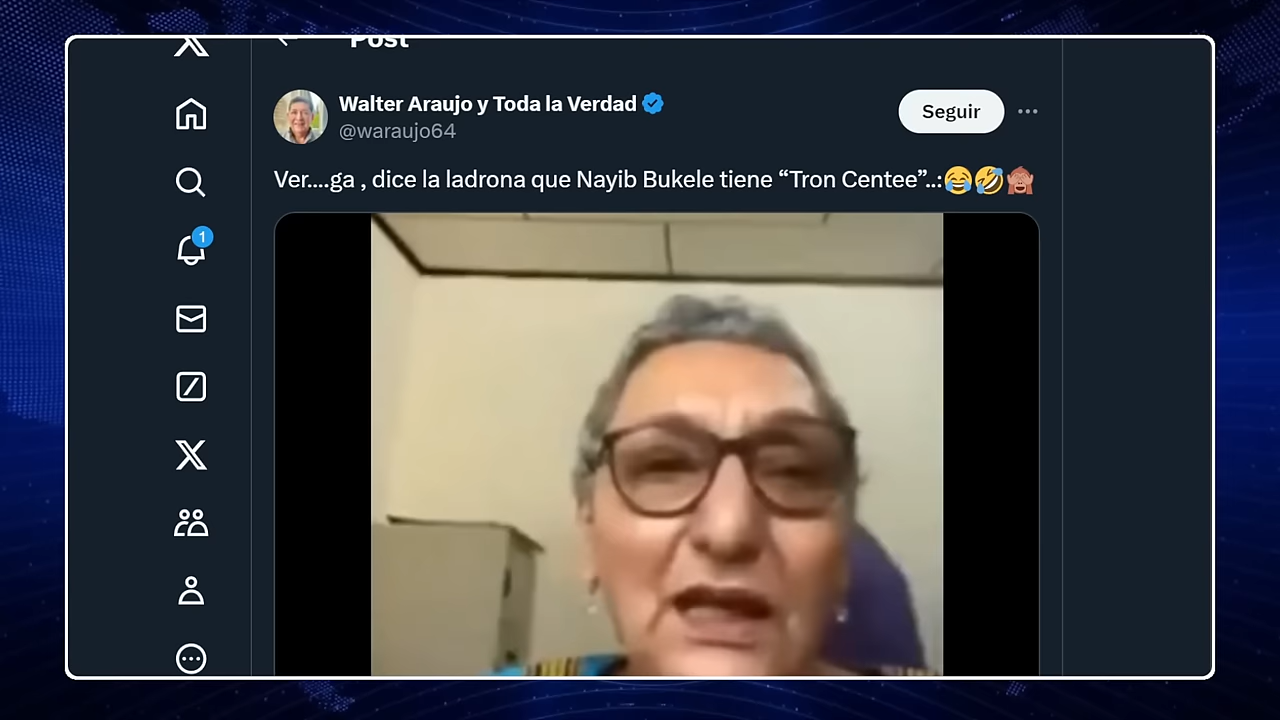 Post
Walter Araujo y Toda la Verdad
@waraujo64
Seguir
Ver....ga , dice la ladrona que Nayib Bukele tiene “Tron Centee”..:😂🤣🙈
1